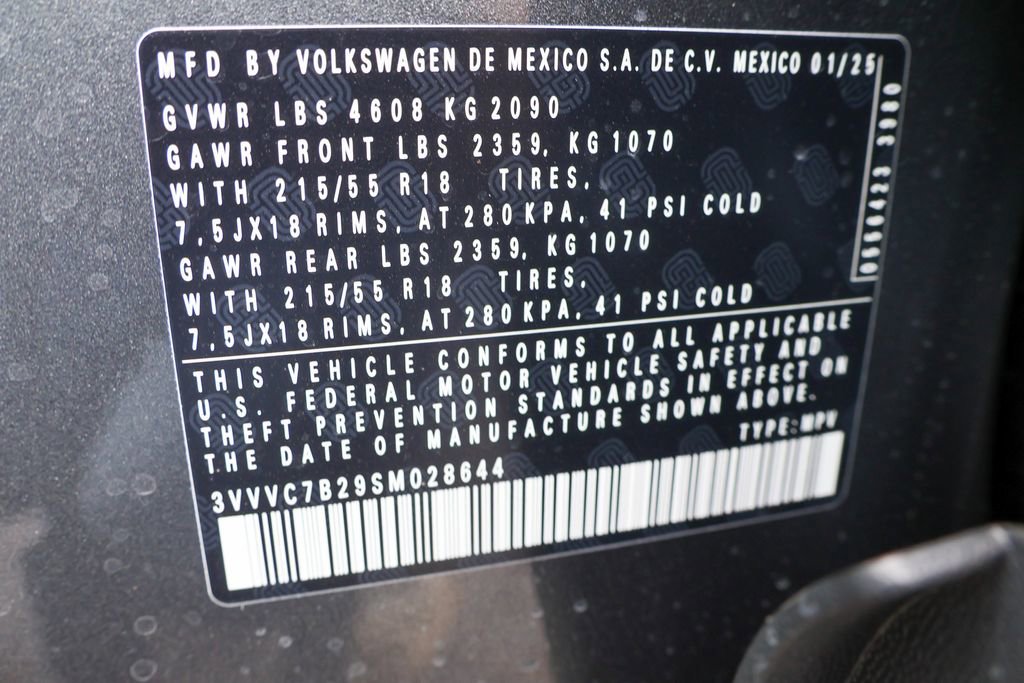 MFD BY VOLKSWAGEN DE MEXICO S.A. DE C.V. MEXICO 01/25
GVWR LBS 4608 KG 2090
GAWR FRONT LBS 2359, KG 1070
WITH 215/55 R18 TIRES,
7,5JX18 RIMS, AT 280 KPA, 41 PSI COLD
GAWR REAR LBS 2359, KG 1070
WITH 215/55 R18 TIRES,
7,5JX18 RIMS, AT 280 KPA, 41 PSI COLD
THIS VEHICLE CONFORMS TO ALL APPLICABLE
U.S. FEDERAL MOTOR VEHICLE SAFETY AND
THEFT PREVENTION STANDARDS IN EFFECT ON
THE DATE OF MANUFACTURE SHOWN ABOVE.
TYPE:MPV
3VVVC7B29SM028644